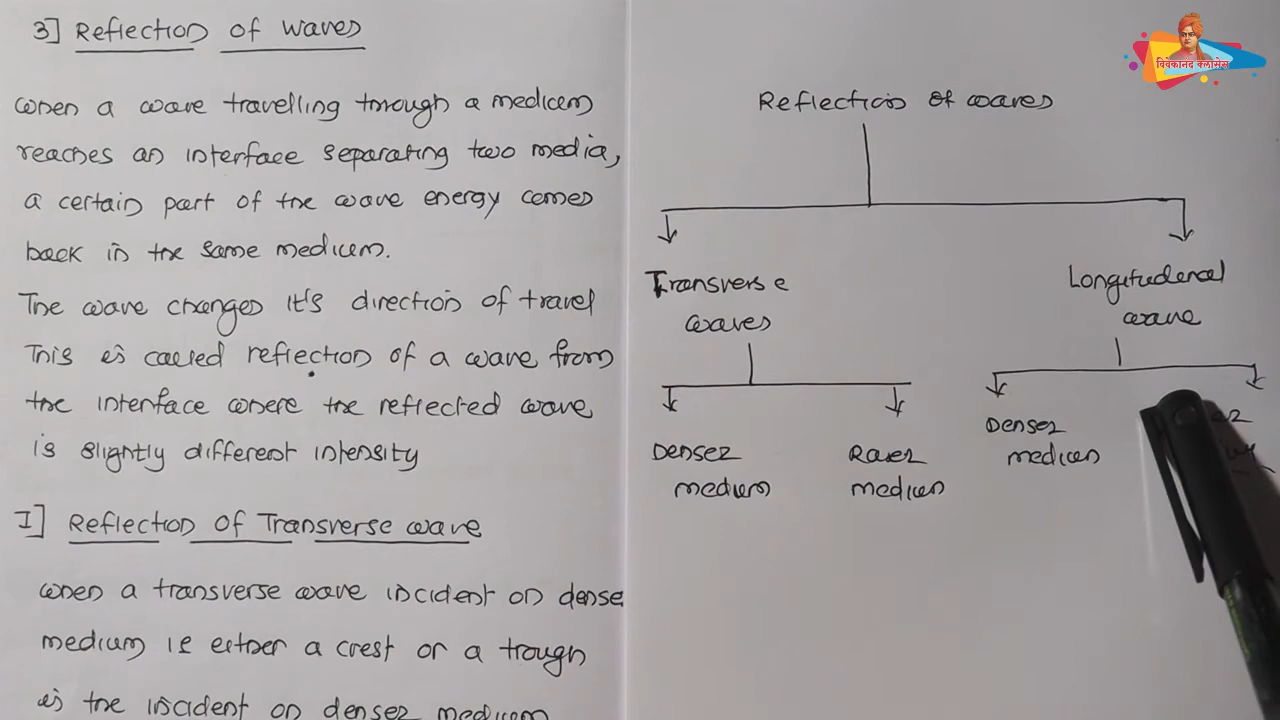 3] Reflection of waves
when a wave travelling through a medium
reaches an interface separating two media,
a certain part of the wave energy comes
back in the same medium.
The wave changes it's direction of travel
This is called reflection of a wave from
the interface where the reflected wave
is slightly different intensity
I] Reflection of Transverse wave
when a transverse wave incident on dense
medium ie either a crest or a trough
is the incident on denser medium
विवेकानंद क्लासेस
Reflection of waves
Transverse
waves
Longitudenal
wave
Denser
medium
Rarer
medium
Denser
medium